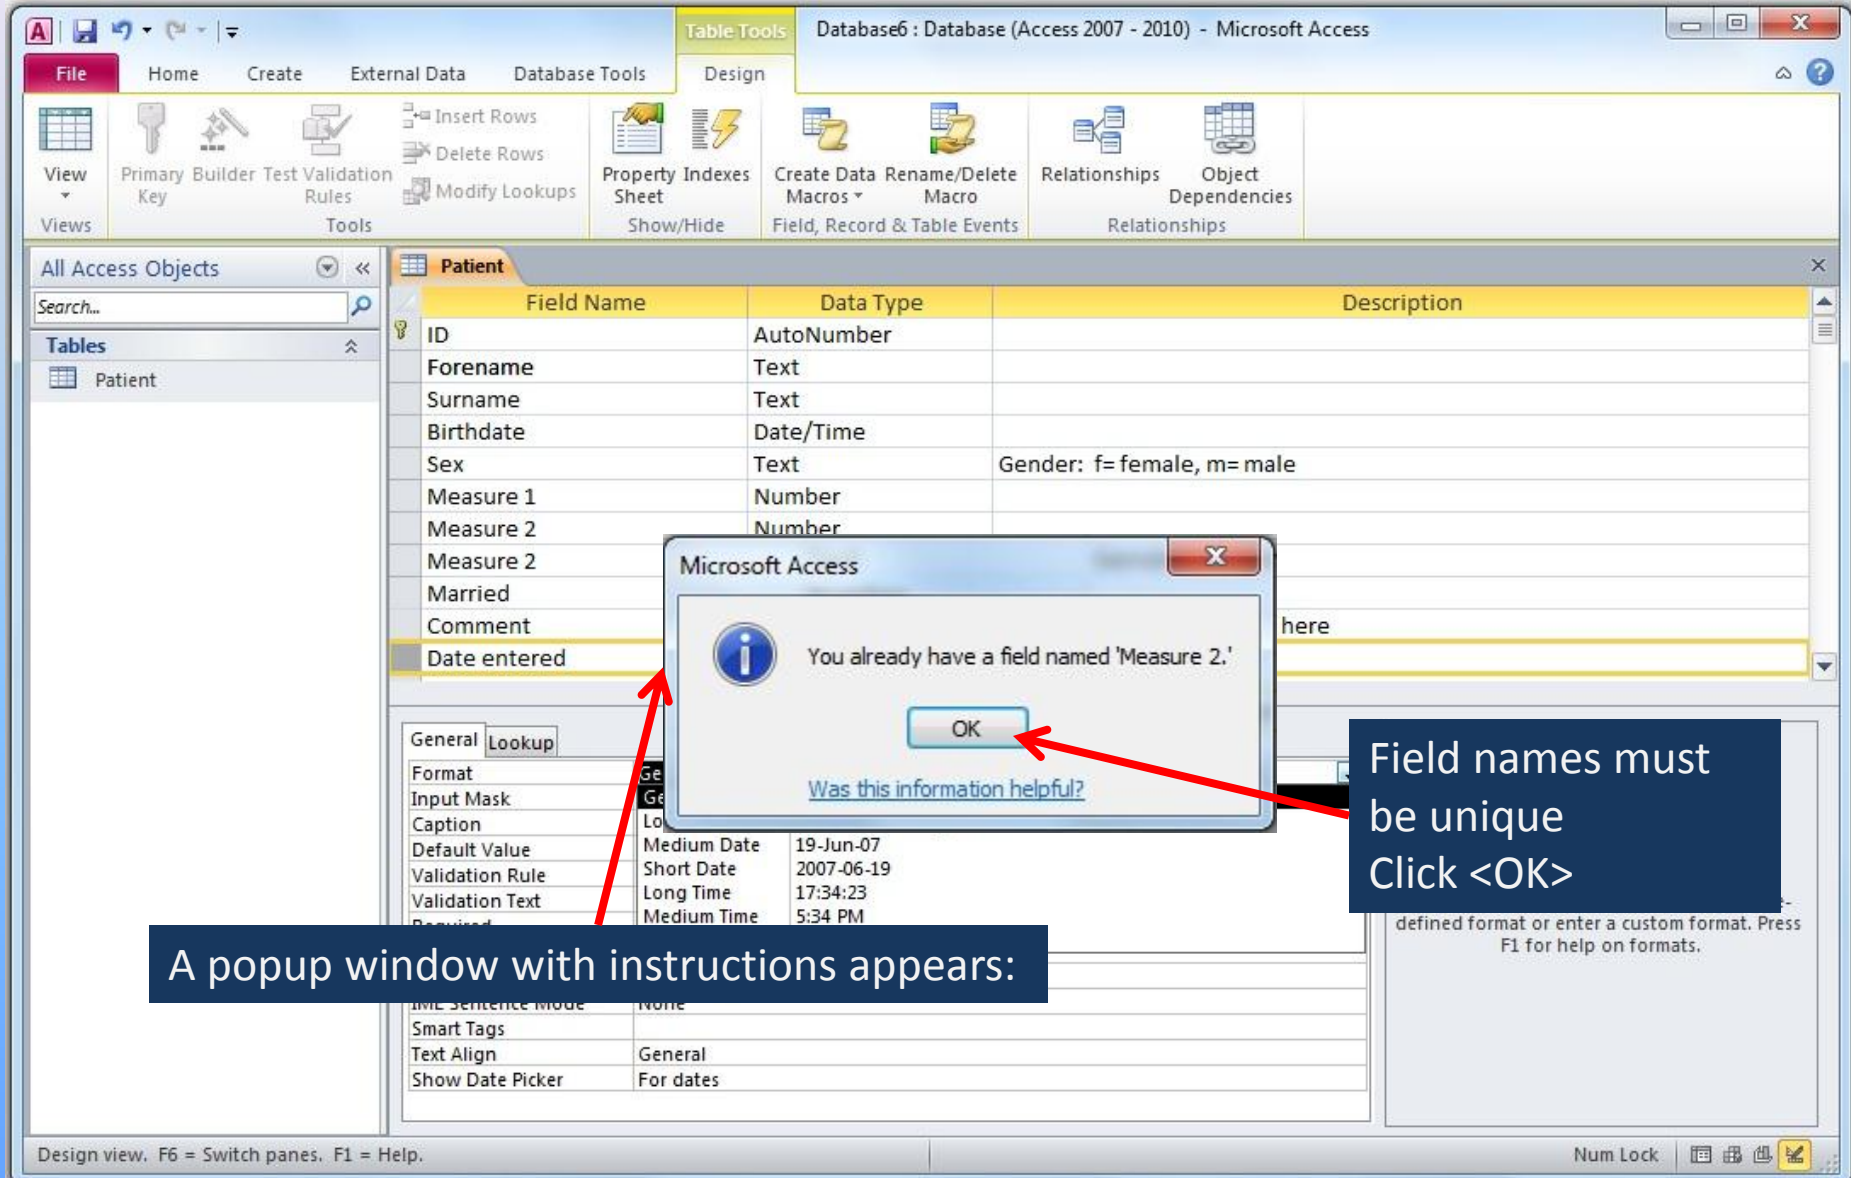 Table Tools
Database6 : Database (Access 2007 - 2010) - Microsoft Access
File Home Create External Data Database Tools Design
View
Primary Key
Builder
Test Validation Rules
Insert Rows
Delete Rows
Modify Lookups
Property Sheet
Indexes
Create Data Macros
Rename/Delete Macro
Relationships
Object Dependencies
Views Tools Show/Hide Field, Record & Table Events Relationships
All Access Objects
Search...
Tables
Patient
Patient
Field Name Data Type Description
ID AutoNumber
Forename Text
Surname Text
Birthdate Date/Time
Sex Text Gender: f= female, m= male
Measure 1 Number
Measure 2 Number
Measure 2
Married
Comment here
Date entered
Microsoft Access
You already have a field named 'Measure 2.'
OK
Was this information helpful?
Field names must
be unique
Click <OK>
General Lookup
Format
Input Mask
Caption
Default Value Medium Date 19-Jun-07
Validation Rule Short Date 2007-06-19
Validation Text Long Time 17:34:23
Medium Time 5:34 PM
A popup window with instructions appears:
IME Sentence Mode None
Smart Tags
Text Align General
Show Date Picker For dates
defined format or enter a custom format. Press
F1 for help on formats.
Design view. F6 = Switch panes. F1 = Help. Num Lock